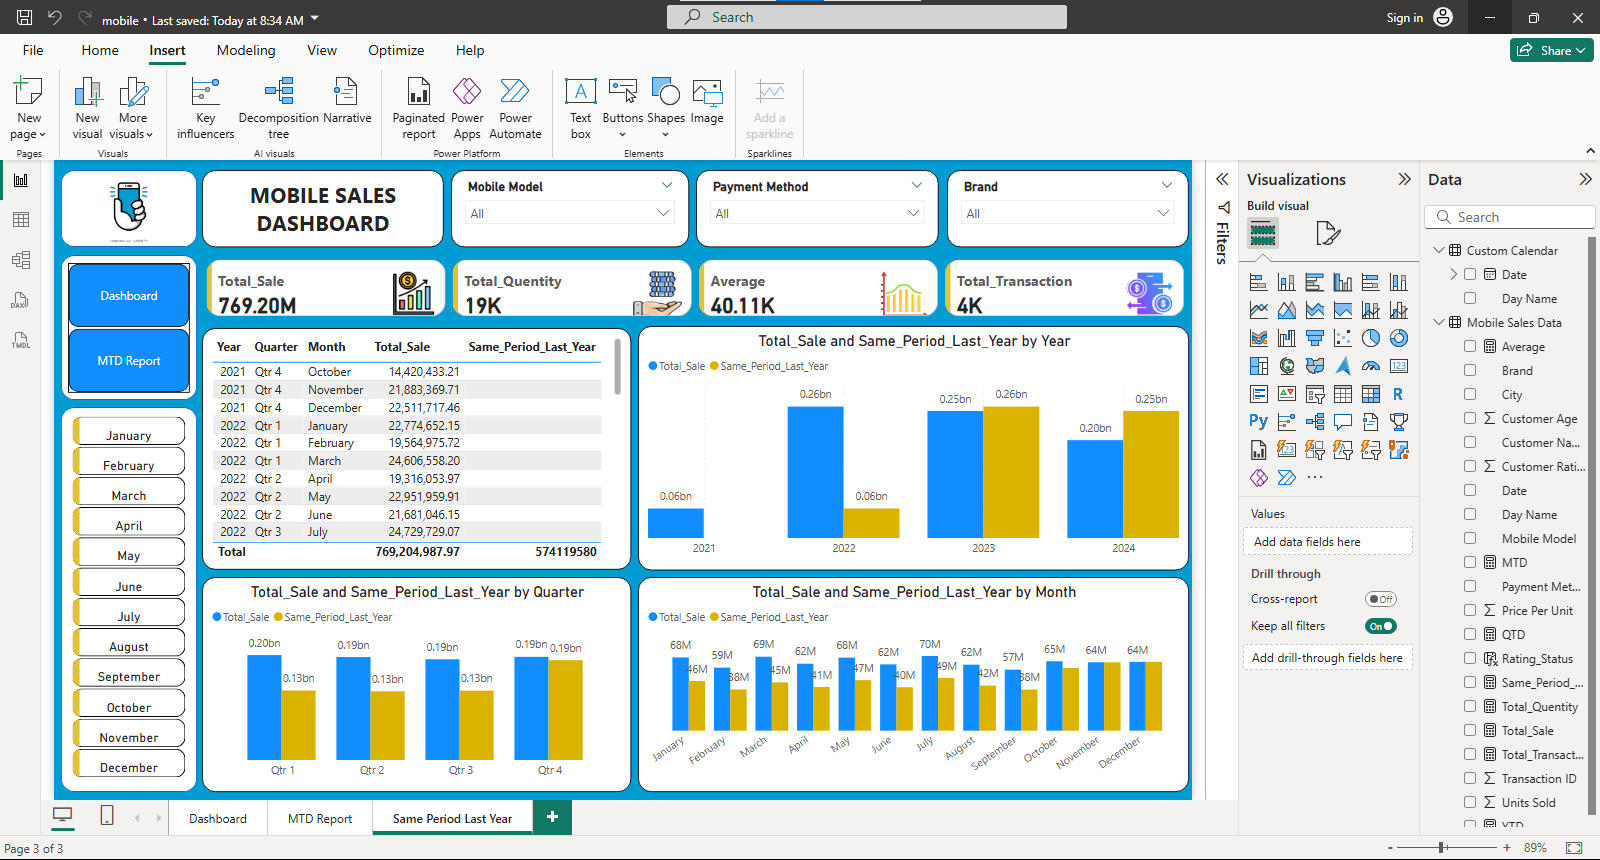 mobile • Last saved: Today at 8:34 AM
Search
Sign in
File Home Insert Modeling View Optimize Help
Share
New page
New visual
More visuals
Key influencers
Decomposition tree
Narrative
Paginated report
Power Apps
Power Automate
Text box
Buttons
Shapes
Image
Add a sparkline
Pages Visuals AI visuals Power Platform Elements Sparklines
MOBILE SALES
DASHBOARD
Mobile Model
All
Payment Method
All
Brand
All
Dashboard
MTD Report
Total_Sale
769.20M
Total_Quentity
19K
Average
40.11K
Total_Transaction
4K
January
February
March
April
May
June
July
August
September
October
November
December
Year Quarter Month Total_Sale Same_Period_Last_Year
2021 Qtr 4 October 14,420,433.21
2021 Qtr 4 November 21,883,369.71
2021 Qtr 4 December 22,511,717.46
2022 Qtr 1 January 22,774,652.15
2022 Qtr 1 February 19,564,975.72
2022 Qtr 1 March 24,606,558.20
2022 Qtr 2 April 19,316,053.97
2022 Qtr 2 May 22,951,959.91
2022 Qtr 2 June 21,681,046.15
2022 Qtr 3 July 24,729,729.07
Total 769,204,987.97 574119580
Total_Sale and Same_Period_Last_Year by Year
Total_Sale Same_Period_Last_Year
0.06bn 0.26bn 0.06bn 0.25bn 0.26bn 0.20bn 0.25bn
2021 2022 2023 2024
Total_Sale and Same_Period_Last_Year by Quarter
Total_Sale Same_Period_Last_Year
0.20bn 0.13bn 0.19bn 0.13bn 0.19bn 0.13bn 0.19bn 0.19bn
Qtr 1 Qtr 2 Qtr 3 Qtr 4
Total_Sale and Same_Period_Last_Year by Month
Total_Sale Same_Period_Last_Year
68M 46M 59M 38M 69M 45M 62M 41M 68M 47M 62M 40M 70M 49M 62M 42M 57M 38M 65M 64M 64M
January February March April May June July August September October November December
Filters
Visualizations
Build visual
Values
Add data fields here
Drill through
Cross-report Off
Keep all filters On
Add drill-through fields here
Data
Search
Custom Calendar
Date
Day Name
Mobile Sales Data
Average
Brand
City
Customer Age
Customer Na...
Customer Rati...
Date
Day Name
Mobile Model
MTD
Payment Met...
Price Per Unit
QTD
Rating_Status
Same_Period_...
Total_Quentity
Total_Sale
Total_Transact...
Transaction ID
Units Sold
YTD
Dashboard MTD Report Same Period Last Year
Page 3 of 3
- + 89%